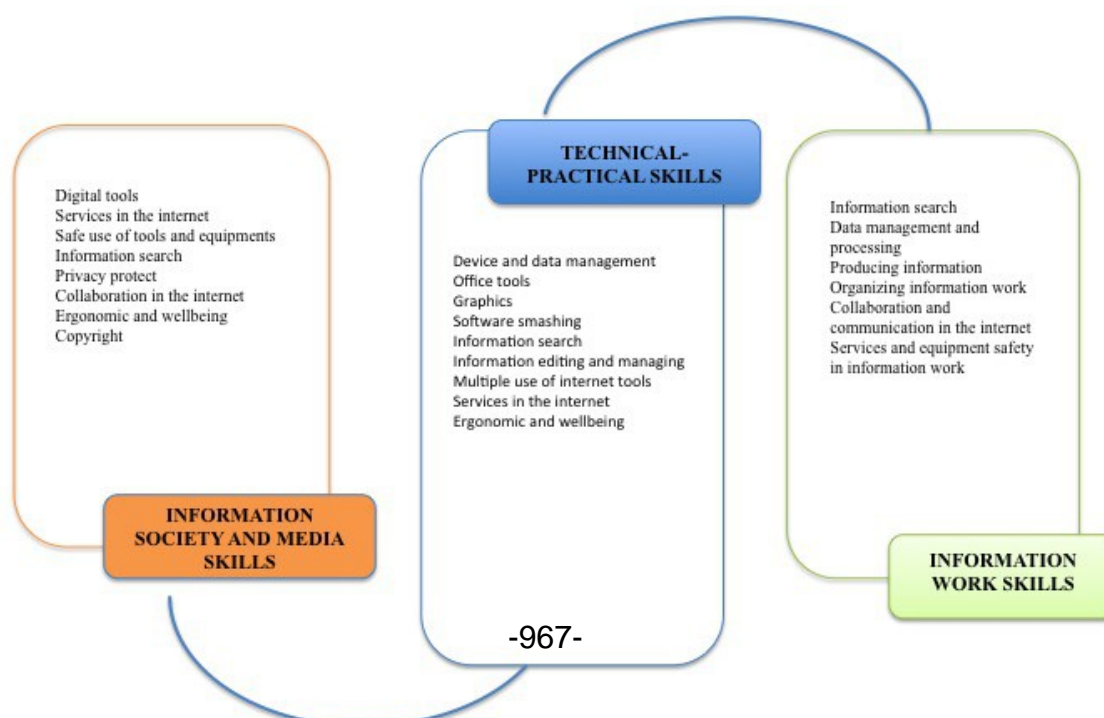 Digital tools
Services in the internet
Safe use of tools and equipments
Information search
Privacy protect
Collaboration in the internet
Ergonomic and wellbeing
Copyright
INFORMATION
SOCIETY AND MEDIA
SKILLS
TECHNICAL-
PRACTICAL SKILLS
Device and data management
Office tools
Graphics
Software smashing
Information search
Information editing and managing
Multiple use of internet tools
Services in the internet
Ergonomic and wellbeing
-967-
Information search
Data management and
processing
Producing information
Organizing information work
Collaboration and
communication in the internet
Services and equipment safety
in information work
INFORMATION
WORK SKILLS